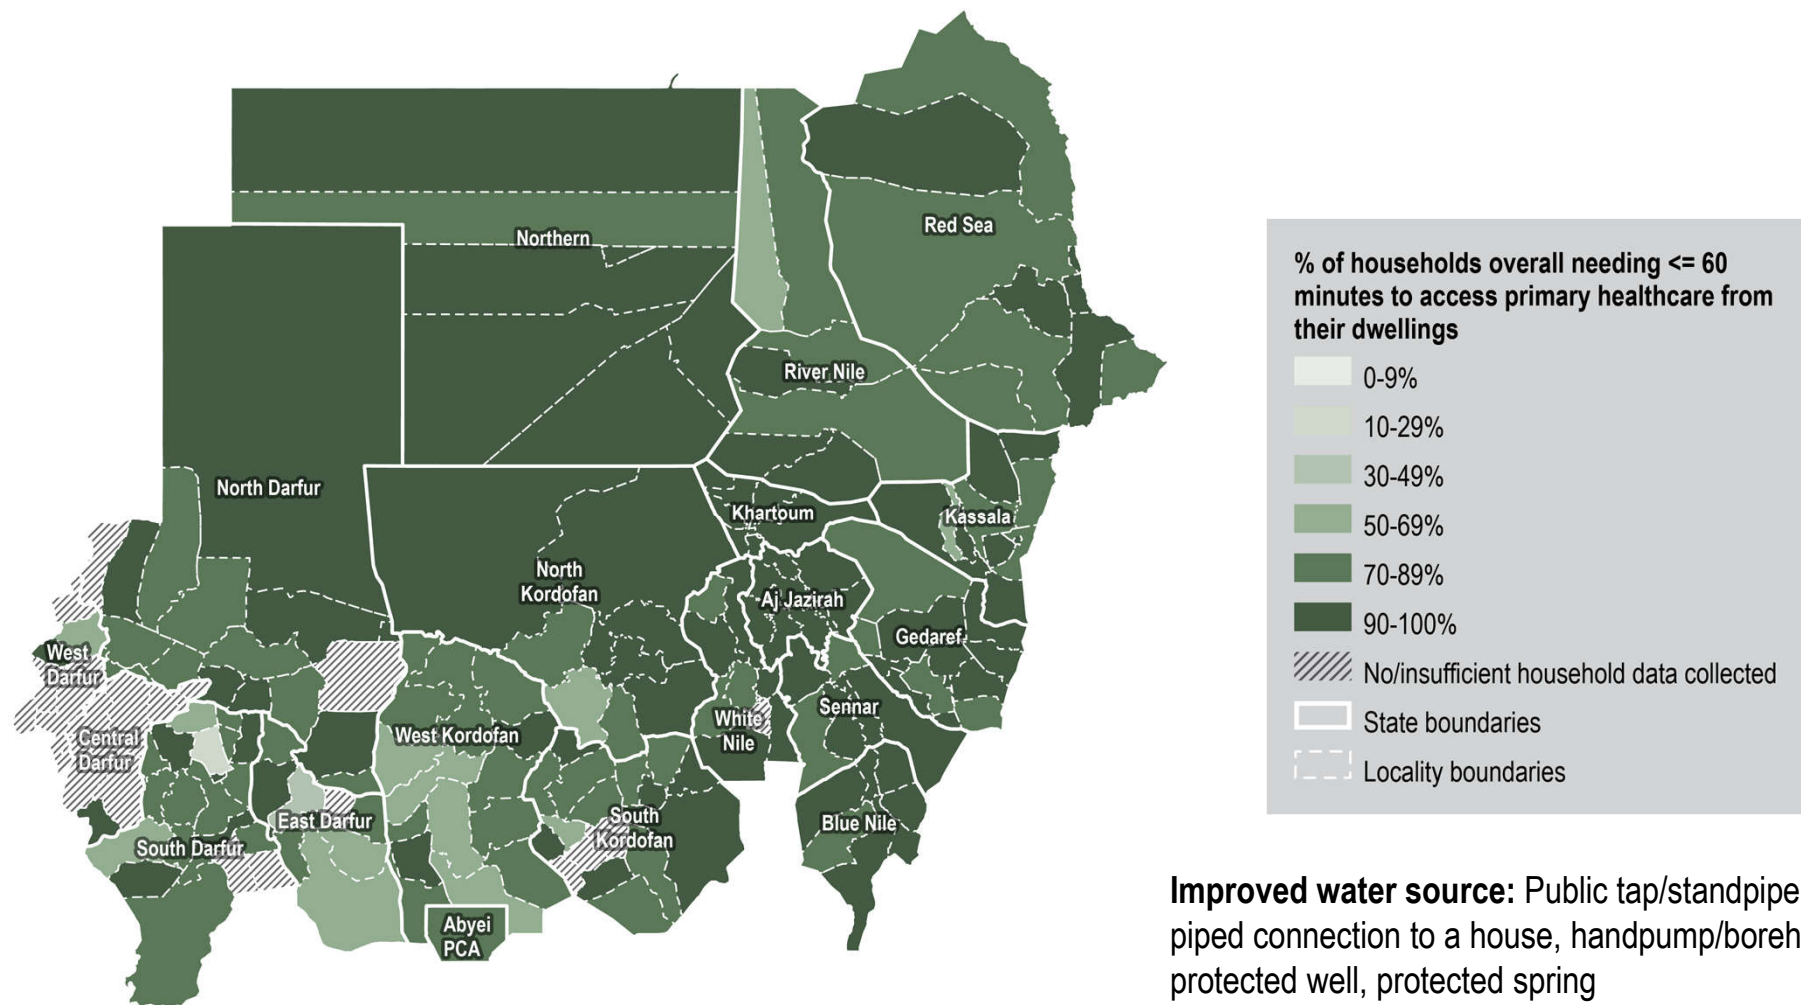 Northern
Red Sea
River Nile
North Darfur
Khartoum
Kassala
North
Kordofan
Aj Jazirah
Gedaref
West
Darfur
Central
Darfur
West Kordofan
White
Nile
Sennar
East Darfur
South
Kordofan
Blue Nile
South Darfur
Abyei
PCA
% of households overall needing <= 60
minutes to access primary healthcare from
their dwellings
0-9%
10-29%
30-49%
50-69%
70-89%
90-100%
No/insufficient household data collected
State boundaries
Locality boundaries
Improved water source: Public tap/standpipe
piped connection to a house, handpump/boreh
protected well, protected spring